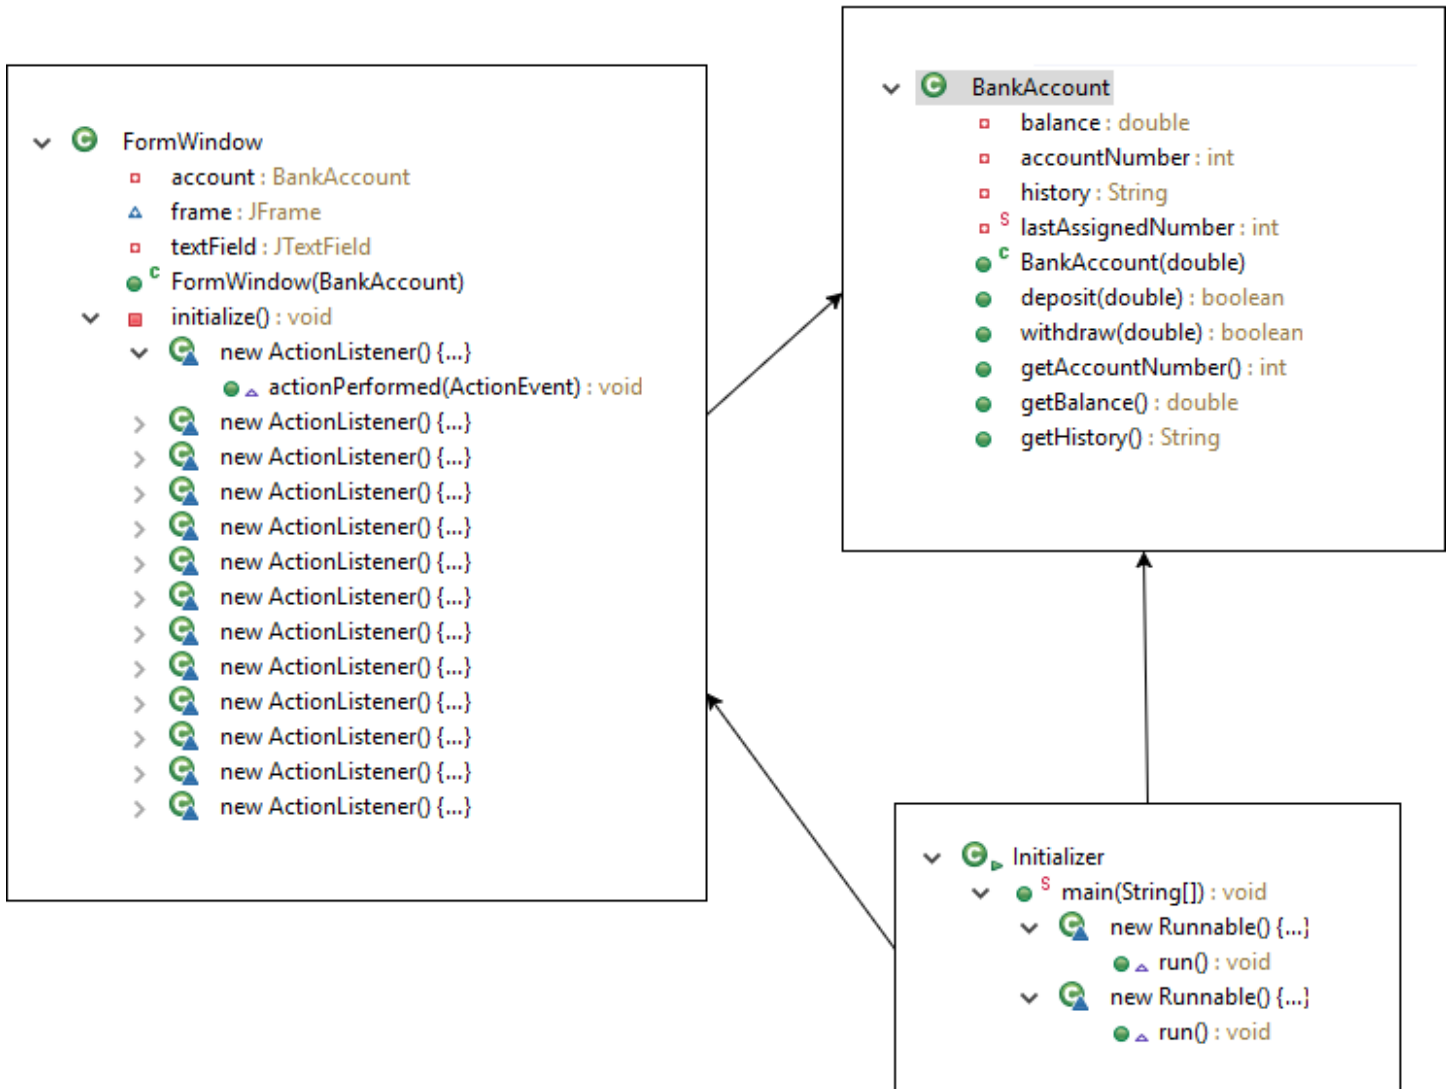 FormWindow
account : BankAccount
frame : JFrame
textField : JTextField
C FormWindow(BankAccount)
initialize() : void
C new ActionListener() {...}
actionPerformed(ActionEvent) : void
C new ActionListener() {...}
C new ActionListener() {...}
C new ActionListener() {...}
C new ActionListener() {...}
C new ActionListener() {...}
C new ActionListener() {...}
C new ActionListener() {...}
C new ActionListener() {...}
C new ActionListener() {...}
C new ActionListener() {...}
C new ActionListener() {...}
C new ActionListener() {...}
C BankAccount
balance : double
accountNumber : int
history : String
S lastAssignedNumber : int
C BankAccount(double)
deposit(double) : boolean
withdraw(double) : boolean
getAccountNumber() : int
getBalance() : double
getHistory() : String
C Initializer
S main(String[]) : void
C new Runnable() {...}
run() : void
C new Runnable() {...}
run() : void